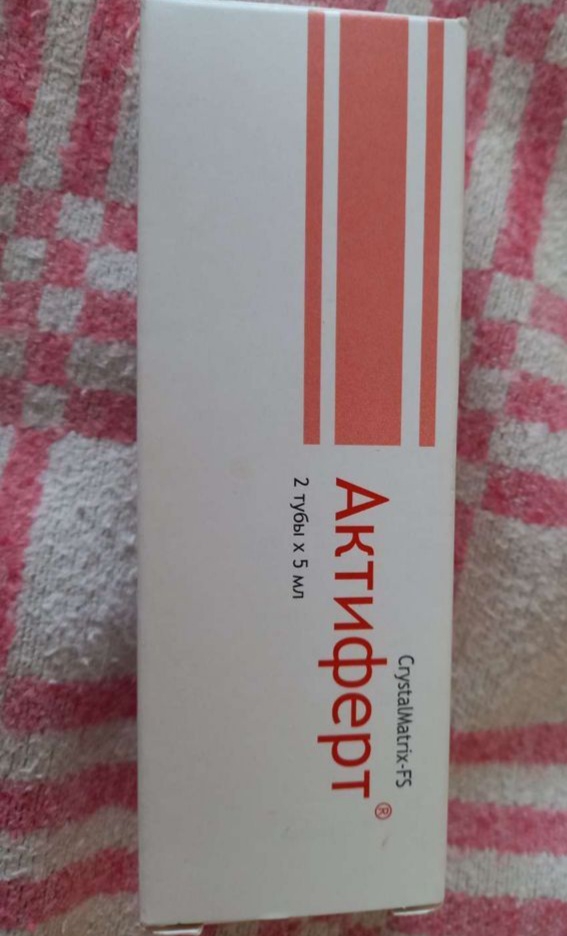 CrystalMatrix-FS
Актиферт®
2 тубы x 5 мл